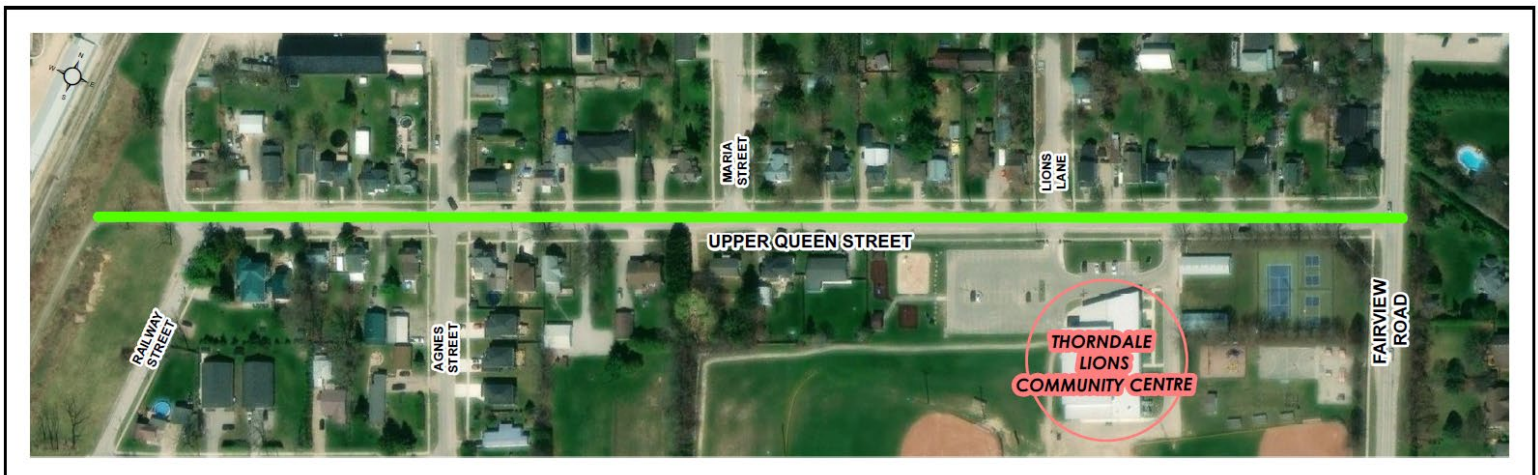 N
W
E
S
MARIA
STREET
LIONS
LANE
UPPER QUEEN STREET
RAILWAY
STREET
AGNES
STREET
THORNDALE
LIONS
COMMUNITY CENTRE
FAIRVIEW
ROAD